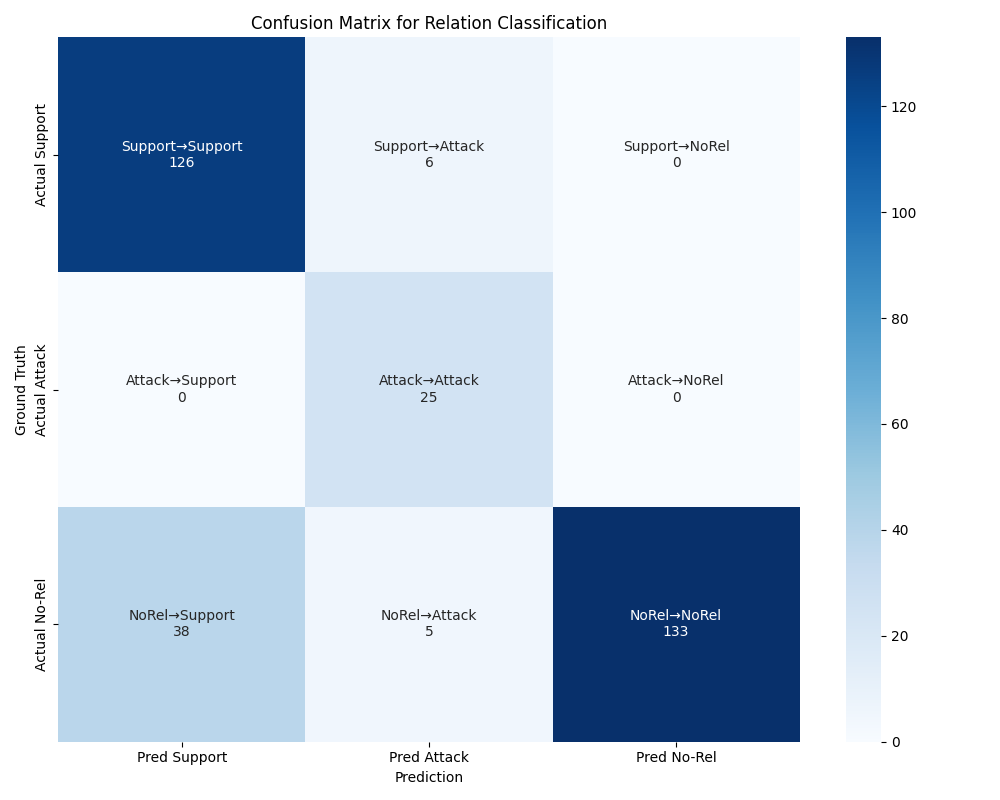 Confusion Matrix for Relation Classification
Ground Truth
Actual Support
Support→Support
126
Support→Attack
6
Support→NoRel
0
Actual Attack
Attack→Support
0
Attack→Attack
25
Attack→NoRel
0
Actual No-Rel
NoRel→Support
38
NoRel→Attack
5
NoRel→NoRel
133
Pred Support
Pred Attack
Pred No-Rel
Prediction
120
100
80
60
40
20
0